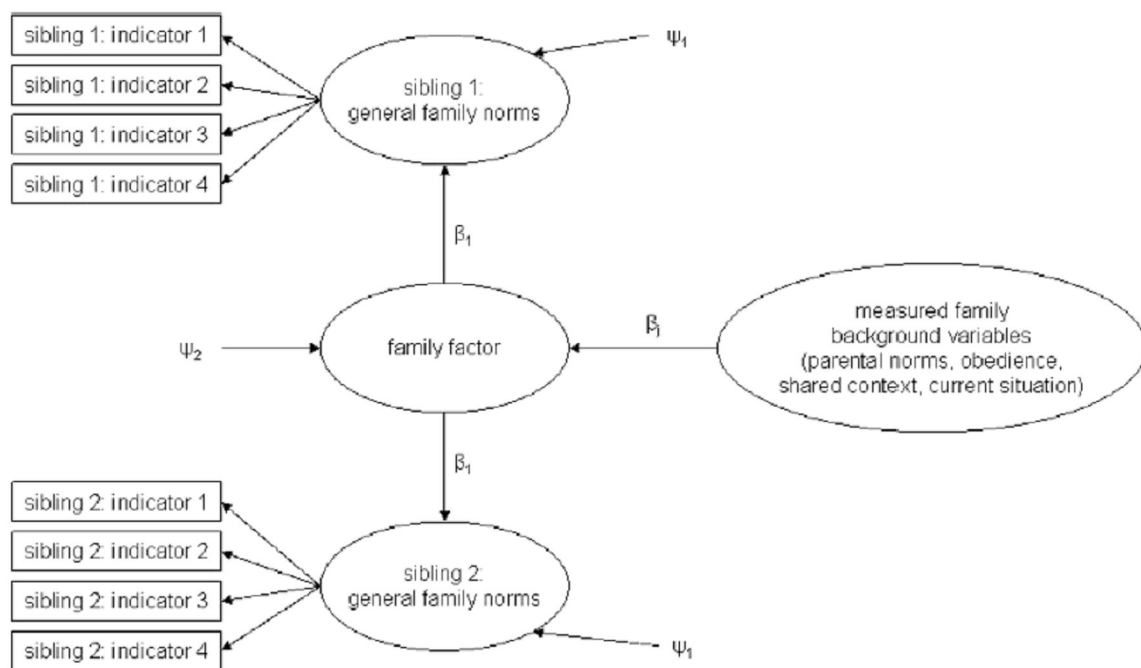 sibling 1: indicator 1
sibling 1: indicator 2
sibling 1: indicator 3
sibling 1: indicator 4
sibling 1:
general family norms
ψ₁
β₁
family factor
ψ₂
βⱼ
measured family
background variables
(parental norms, obedience,
shared context, current situation)
β₁
sibling 2: indicator 1
sibling 2: indicator 2
sibling 2: indicator 3
sibling 2: indicator 4
sibling 2:
general family norms
ψ₁